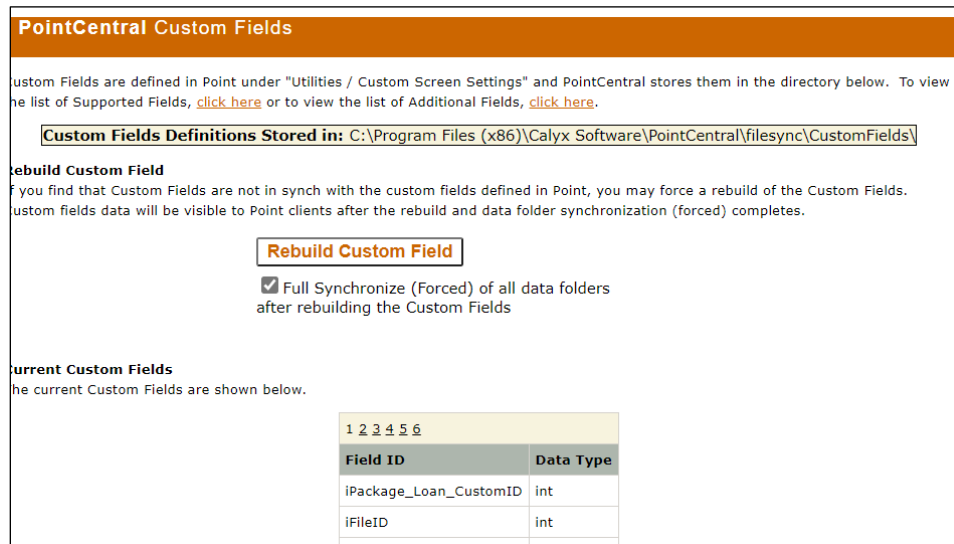 PointCentral Custom Fields
ustom Fields are defined in Point under "Utilities / Custom Screen Settings" and PointCentral stores them in the directory below. To view
he list of Supported Fields, click here or to view the list of Additional Fields, click here.
Custom Fields Definitions Stored in: C:\Program Files (x86)\Calyx Software\PointCentral\filesync\CustomFields\
ebuild Custom Field
f you find that Custom Fields are not in synch with the custom fields defined in Point, you may force a rebuild of the Custom Fields.
ustom fields data will be visible to Point clients after the rebuild and data folder synchronization (forced) completes.
Rebuild Custom Field
Full Synchronize (Forced) of all data folders
after rebuilding the Custom Fields
urrent Custom Fields
he current Custom Fields are shown below.
1 2 3 4 5 6
Field ID Data Type
iPackage_Loan_CustomID int
iFileID int